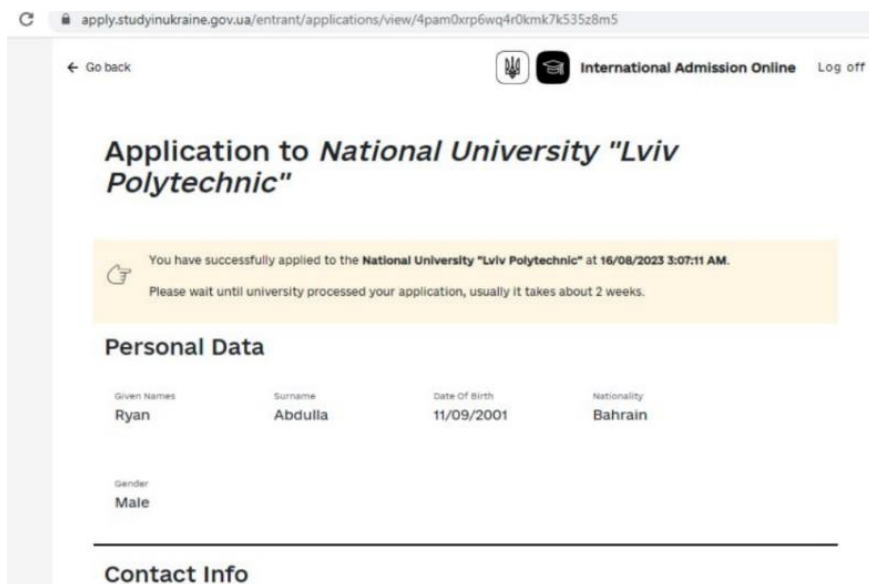 apply.studyinukraine.gov.ua/entrant/applications/view/4pam0xrp6wq4r0kmk7k535z8m5
← Go back
International Admission Online
Log off
Application to National University "Lviv
Polytechnic"
You have successfully applied to the National University "Lviv Polytechnic" at 16/08/2023 3:07:11 AM.
Please wait until university processed your application, usually it takes about 2 weeks.
Personal Data
Given Names Surname Date Of Birth Nationality
Ryan Abdulla 11/09/2001 Bahrain
Gender
Male
Contact Info